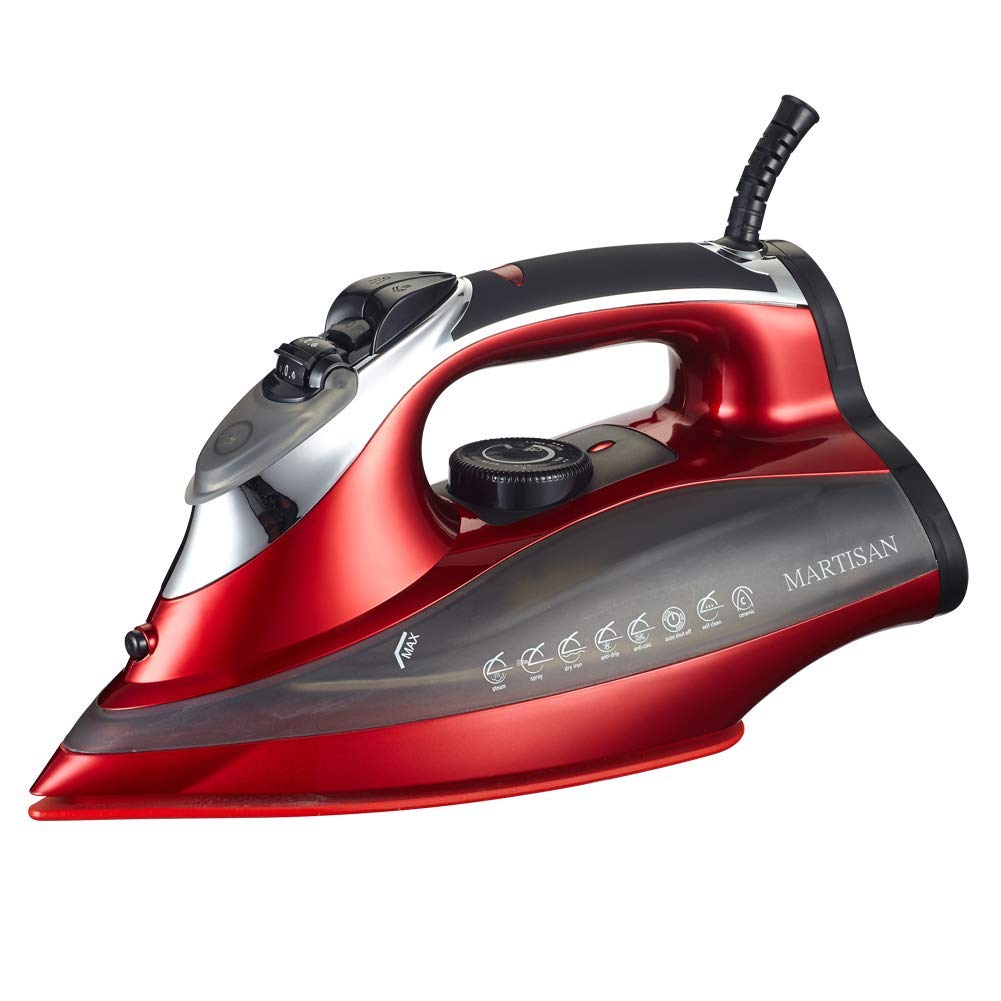 MARTISAN
MAX
steam
spray
dry iron
anti-drip
anti-calc
auto shut off
self clean
C
ceramic